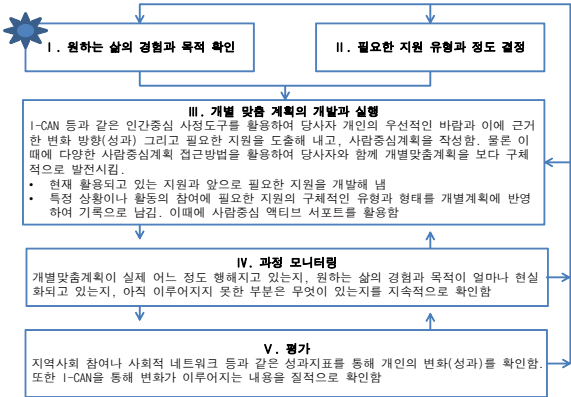 Ⅰ. 원하는 삶의 경험과 목적 확인
Ⅱ. 필요한 지원 유형과 정도 결정
Ⅲ. 개별 맞춤 계획의 개발과 실행
I-CAN 등과 같은 인간중심 사정도구를 활용하여 당사자 개인의 우선적인 바람과 이에 근거
한 변화 방향(성과) 그리고 필요한 지원을 도출해 내고, 사람중심계획을 작성함. 물론 이
때에 다양한 사람중심계획 접근방법을 활용하여 당사자와 함께 개별맞춤계획을 보다 구체
적으로 발전시킴.
• 현재 활용되고 있는 지원과 앞으로 필요한 지원을 개발해 냄
• 특정 상황이나 활동의 참여에 필요한 지원의 구체적인 유형과 형태를 개별계획에 반영
하여 기록으로 남김. 이때에 사람중심 액티브 서포트를 활용함
Ⅳ. 과정 모니터링
개별맞춤계획이 실제 어느 정도 행해지고 있는지, 원하는 삶의 경험과 목적이 얼마나 현실
화되고 있는지, 아직 이루어지지 못한 부분은 무엇이 있는지를 지속적으로 확인함
Ⅴ. 평가
지역사회 참여나 사회적 네트워크 등과 같은 성과지표를 통해 개인의 변화(성과)를 확인함.
또한 I-CAN을 통해 변화가 이루어지는 내용을 질적으로 확인함